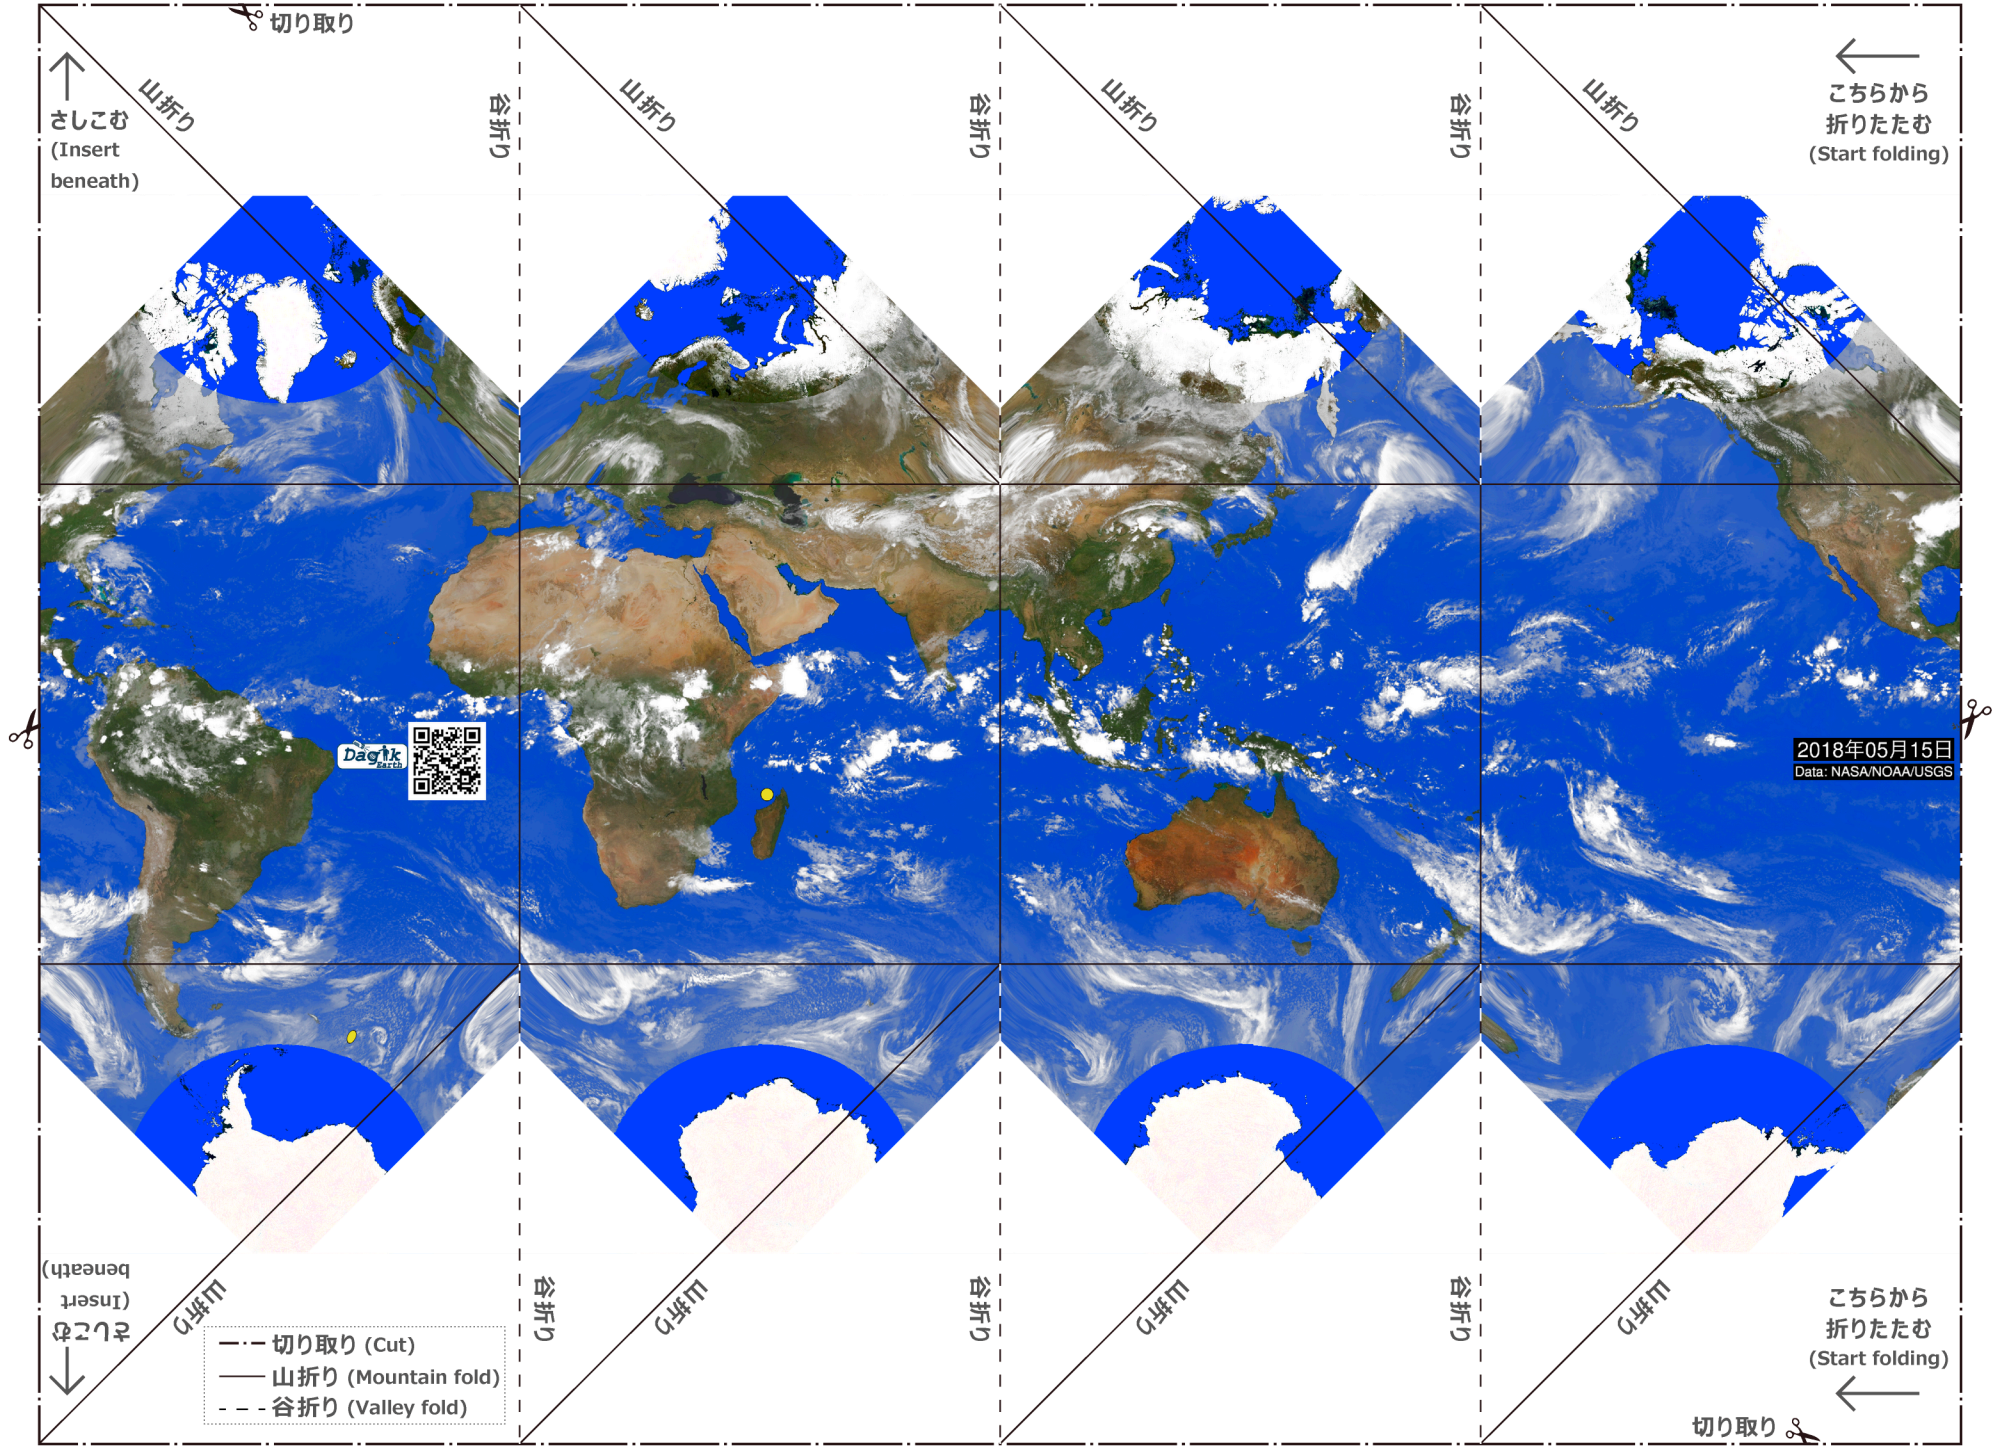 切り取り
さしこむ
(Insert
beneath)
山折り
谷折り
山折り
谷折り
山折り
谷折り
山折り
こちらから
折りたたむ
(Start folding)
Dagik
Earth
2018年05月15日
Data: NASA/NOAA/USGS
さしこむ
(Insert
beneath)
山折り
谷折り
山折り
谷折り
山折り
谷折り
山折り
こちらから
折りたたむ
(Start folding)
切り取り (Cut)
山折り (Mountain fold)
谷折り (Valley fold)
切り取り